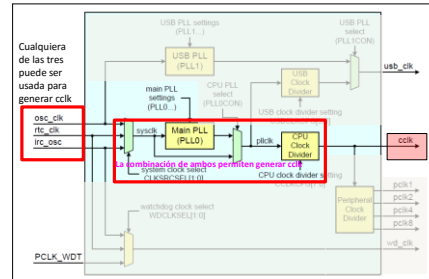 Cualquiera
de las tres
puede ser
usada para
generar cclk
USB PLL settings
(PLL1...)
USB PLL
(PLL1)
USB PLL
select
(PLL1CON)
usb_clk
main PLL
settings
(PLL0...)
CPU PLL
select
(PLL0CON)
USB
Clock
Divider
USB clock divider setting
osc_clk
rtc_clk
irc_osc
sysclk
Main PLL
(PLL0)
pllclk
CPU
Clock
Divider
cclk
La combinación de ambos permiten generar cclk
system clock select
CLKSRCSEL[1:0]
CPU clock divider setting
Peripheral
Clock
Divider
pclk1
pclk2
pclk4
pclk8
watchdog clock select
WDCLKSEL[1:0]
wd_clk
PCLK_WDT